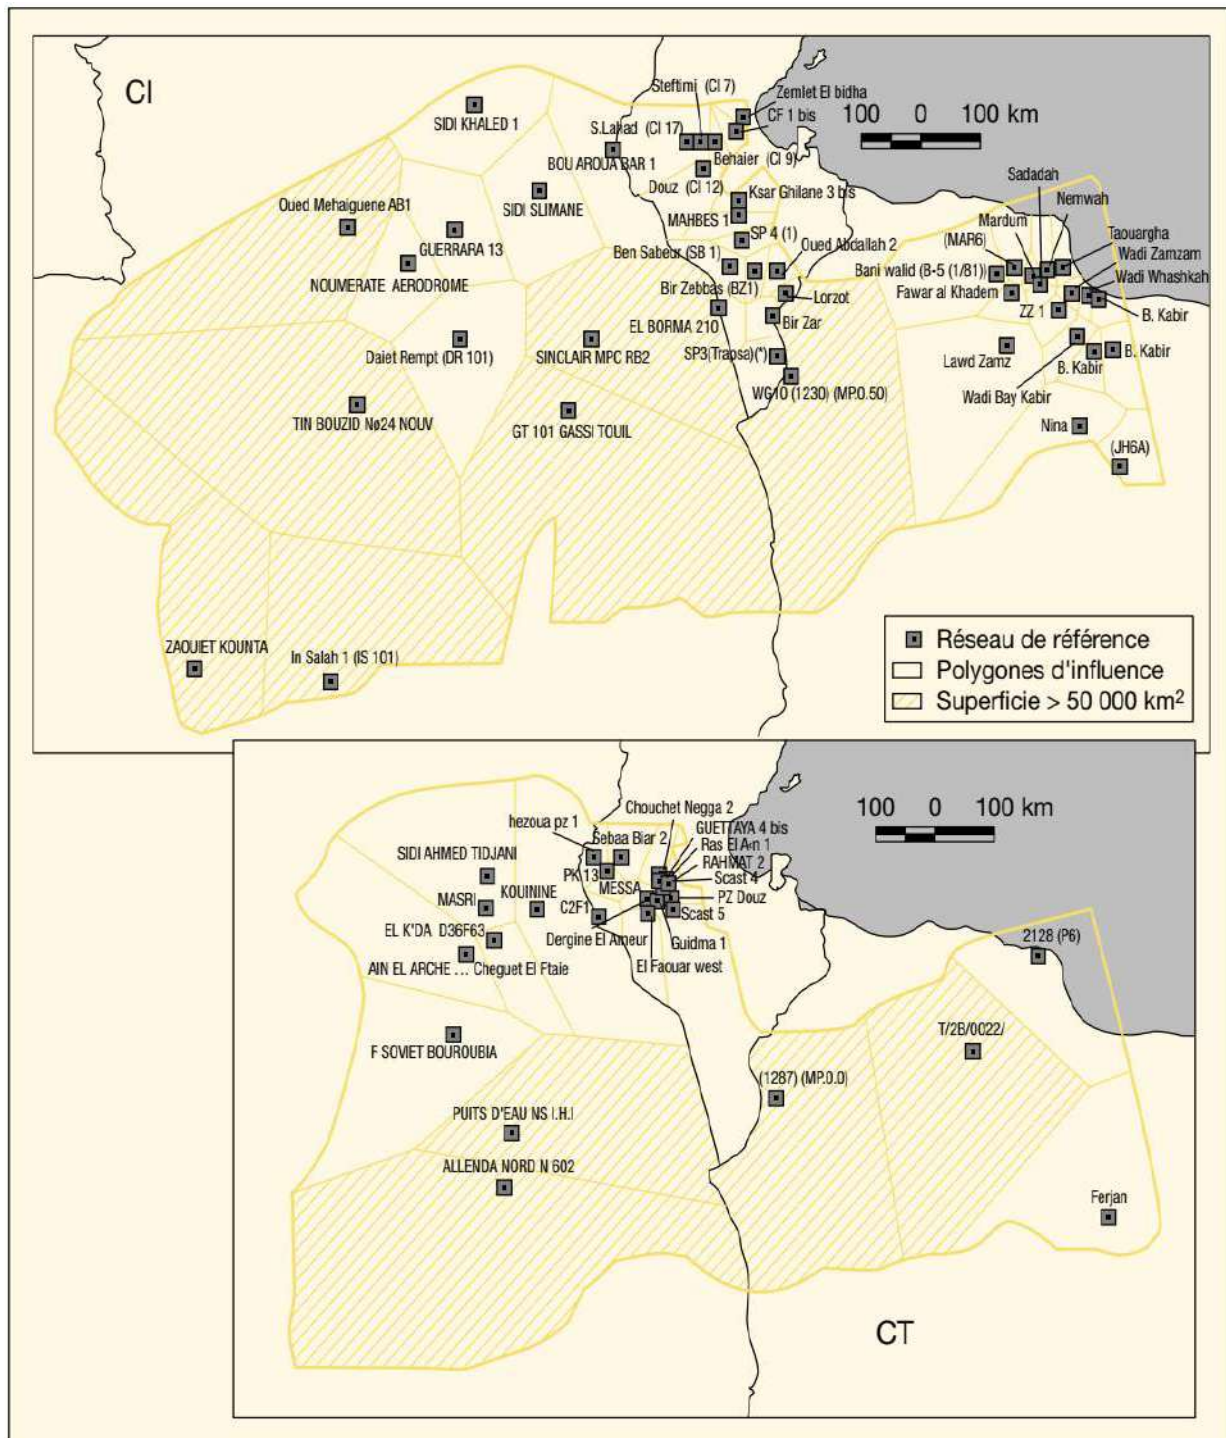 CI
Steftimi (CI 7)
Zemlet El bidha
CF 1 bis
100 0 100 km
SIDI KHALED 1
S.Lahad (CI 17)
BOU AROUA BAR 1
Behaier (CI 9)
Douz (CI 12)
Ksar Ghilane 3 bis
Sadadah
Nemwah
Oued Mehaiguene AB1
SIDI SLIMANE
MAHBES 1
Mardum
Taouargha
GUERRARA 13
SP 4 (1)
(MAR6)
Wadi Zamzam
Ben Sabeur (SB 1)
Oued Abdallah 2
Bani walid (B-5 (1/81))
Wadi Whashkah
NOUMERATE AERODROME
Bir Zebbas (BZ1)
Lorzot
Fawar al Khadem
EL BORMA 210
Bir Zar
ZZ 1
B. Kabir
Daiet Rempt (DR 101)
SINCLAIR MPC RB2
SP3(Trapsa)(*)
Lawd Zamz
B. Kabir
B. Kabir
WG10 (1230) (MP.0.50)
Wadi Bay Kabir
TIN BOUZID Nø24 NOUV
GT 101 GASSI TOUIL
Nina
(JH6A)
ZAOUIET KOUNTA
In Salah 1 (IS 101)
Réseau de référence
Polygones d'influence
Superficie > 50 000 km²
Chouchet Negga 2
100 0 100 km
hezoua pz 1
GUETTAYA 4 bis
Sebaa Biar 2
Ras El A‹n 1
SIDI AHMED TIDJANI
RAHMAT 2
PK 13
Scast 4
MESSA
KOUININE
PZ Douz
MASRI
C2F1
Scast 5
EL K'DA D36F63
Dergine El Ameur
Guidma 1
2128 (P6)
AIN EL ARCHE ... Cheguet El Ftaie
El Faouar west
T/2B/0022/
F SOVIET BOUROUBIA
(1287) (MP.0.0)
PUITS D'EAU NS I.H.I
ALLENDA NORD N 602
Ferjan
CT